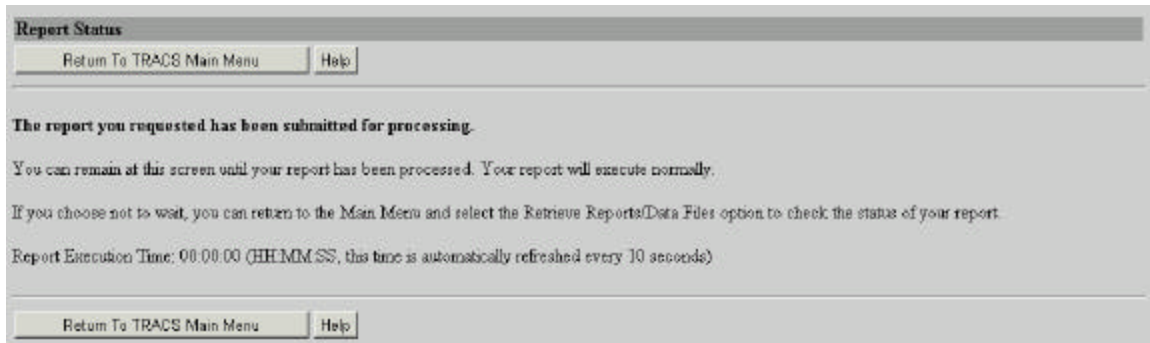 Report Status
Return To TRACS Main Menu Help
The report you requested has been submitted for processing.
You can remain at this screen until your report has been processed. Your report will execute normally.
If you choose not to wait, you can return to the Main Menu and select the Retrieve Reports/Data Files option to check the status of your report.
Report Execution Time: 00:00:00 (HH:MM:SS, this time is automatically refreshed every 10 seconds)
Return To TRACS Main Menu Help